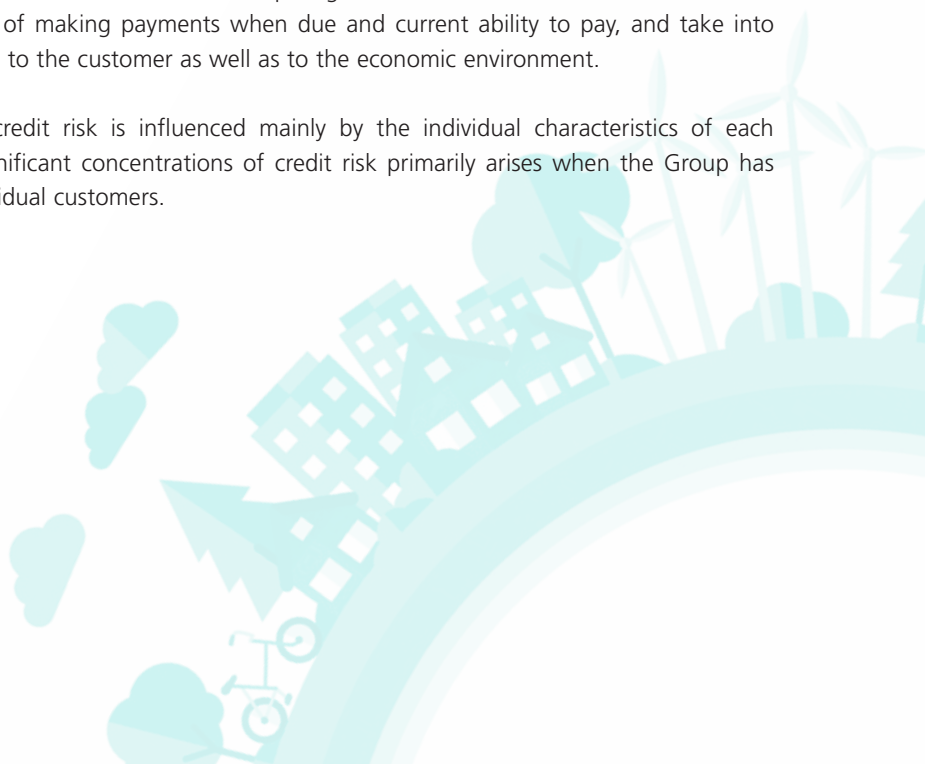 of making payments when due and current ability to pay, and take into
to the customer as well as to the economic environment.
credit risk is influenced mainly by the individual characteristics of each
nificant concentrations of credit risk primarily arises when the Group has
idual customers.